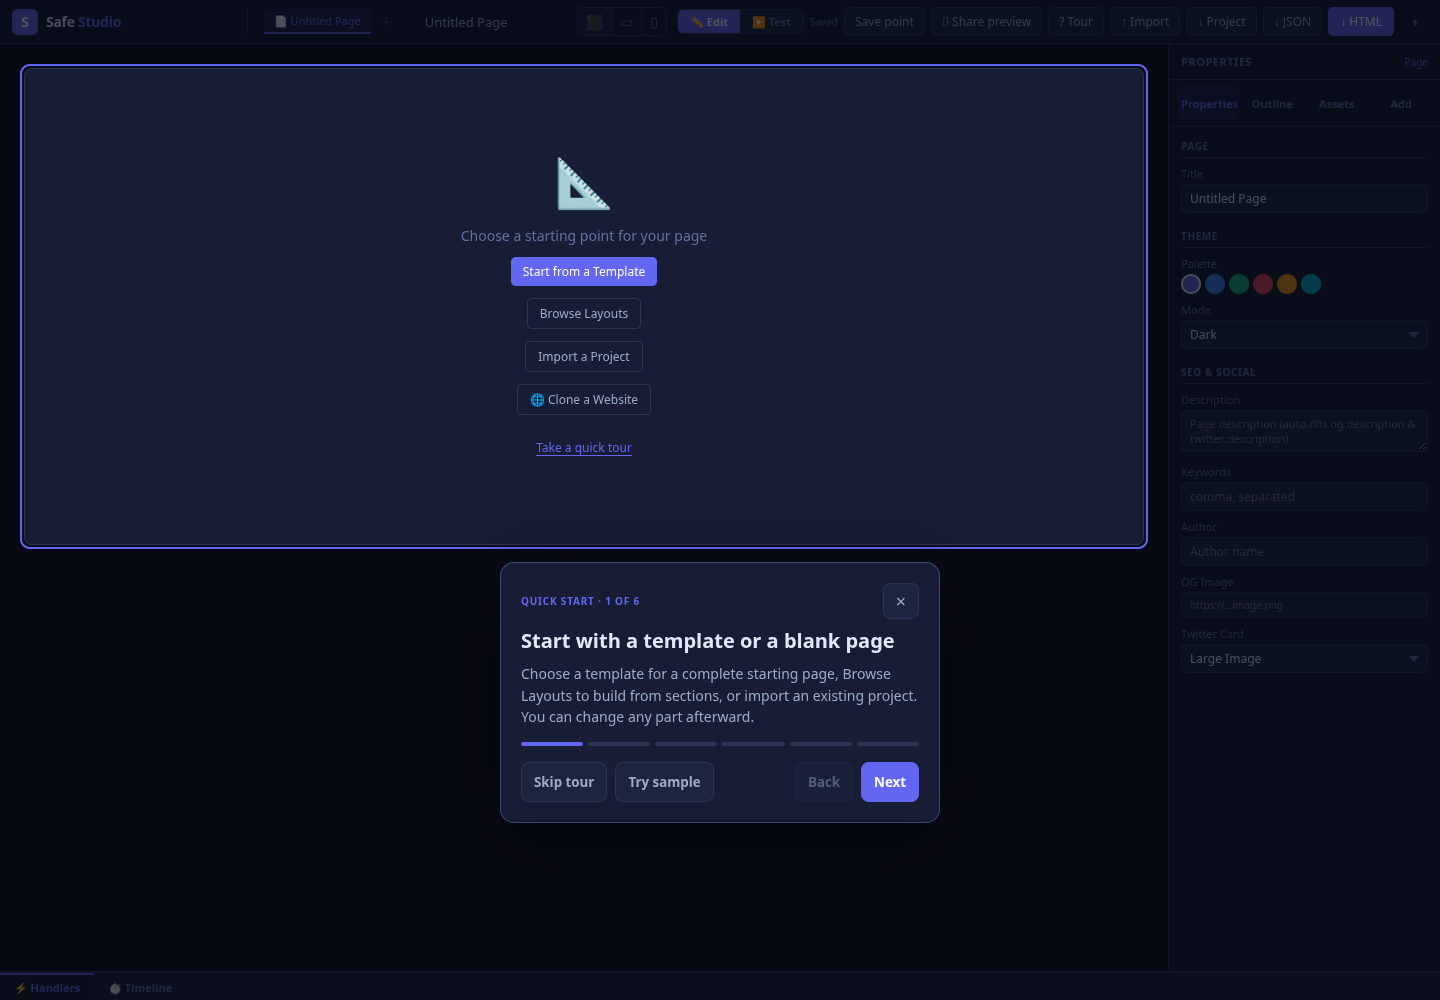 S Safe Studio
📄 Untitled Page +
Untitled Page
✏️ Edit
▶️ Test
Saved
Save point
Share preview
? Tour
↑ Import
↓ Project
↓ JSON
↓ HTML
›
Choose a starting point for your page
Start from a Template
Browse Layouts
Import a Project
🌐 Clone a Website
Take a quick tour
QUICK START · 1 OF 6
×
Start with a template or a blank page
Choose a template for a complete starting page, Browse
Layouts to build from sections, or import an existing project.
You can change any part afterward.
Skip tour
Try sample
Back
Next
PROPERTIES
Page
Properties
Outline
Assets
Add
PAGE
Title
Untitled Page
THEME
Palette
Mode
Dark
SEO & SOCIAL
Description
Page description (auto-fills og:description &
twitter:description)
Keywords
comma, separated
Author
Author name
OG Image
https://...image.png
Twitter Card
Large Image
⚡ Handlers
⏱️ Timeline